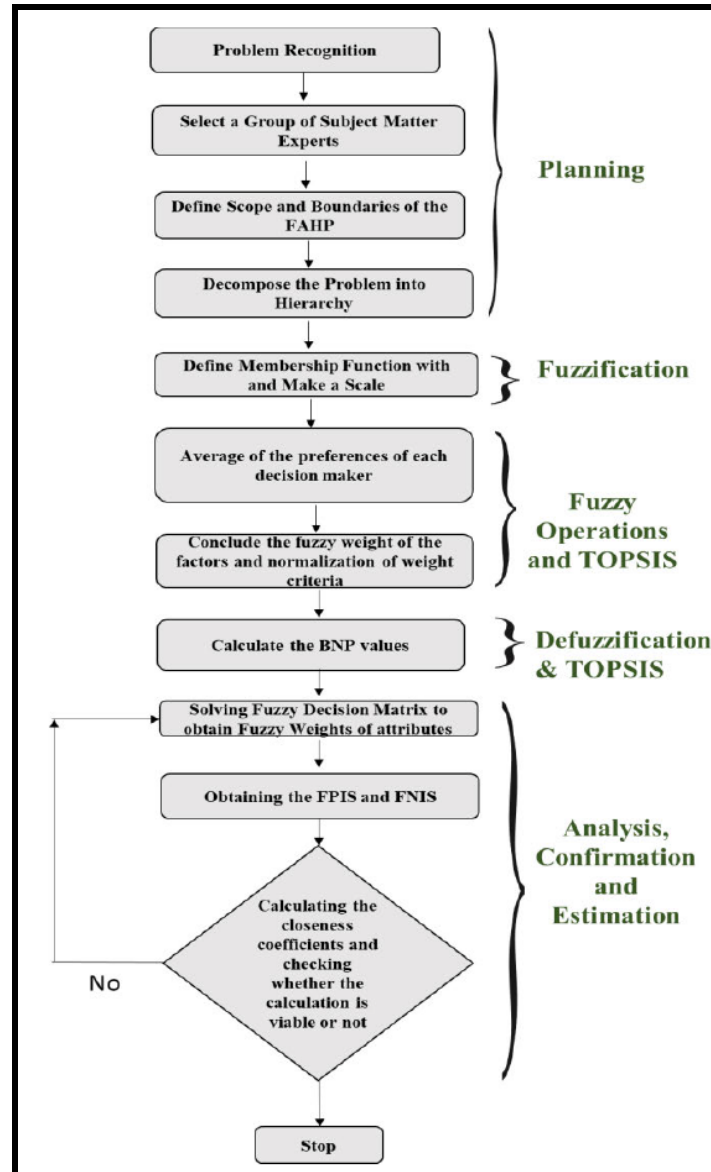 Problem Recognition
Select a Group of Subject Matter
Experts
Planning
Define Scope and Boundaries of the
FAHP
Decompose the Problem into
Hierarchy
Define Membership Function with
and Make a Scale
Fuzzification
Average of the preferences of each
decision maker
Conclude the fuzzy weight of the
factors and normalization of weight
criteria
Fuzzy
Operations
and TOPSIS
Calculate the BNP values
Defuzzification
& TOPSIS
Solving Fuzzy Decision Matrix to
obtain Fuzzy Weights of attributes
Obtaining the FPIS and FNIS
Analysis,
Confirmation
and
Estimation
Calculating the
closeness
coefficients and
checking
whether the
calculation is
viable or not
No
Stop